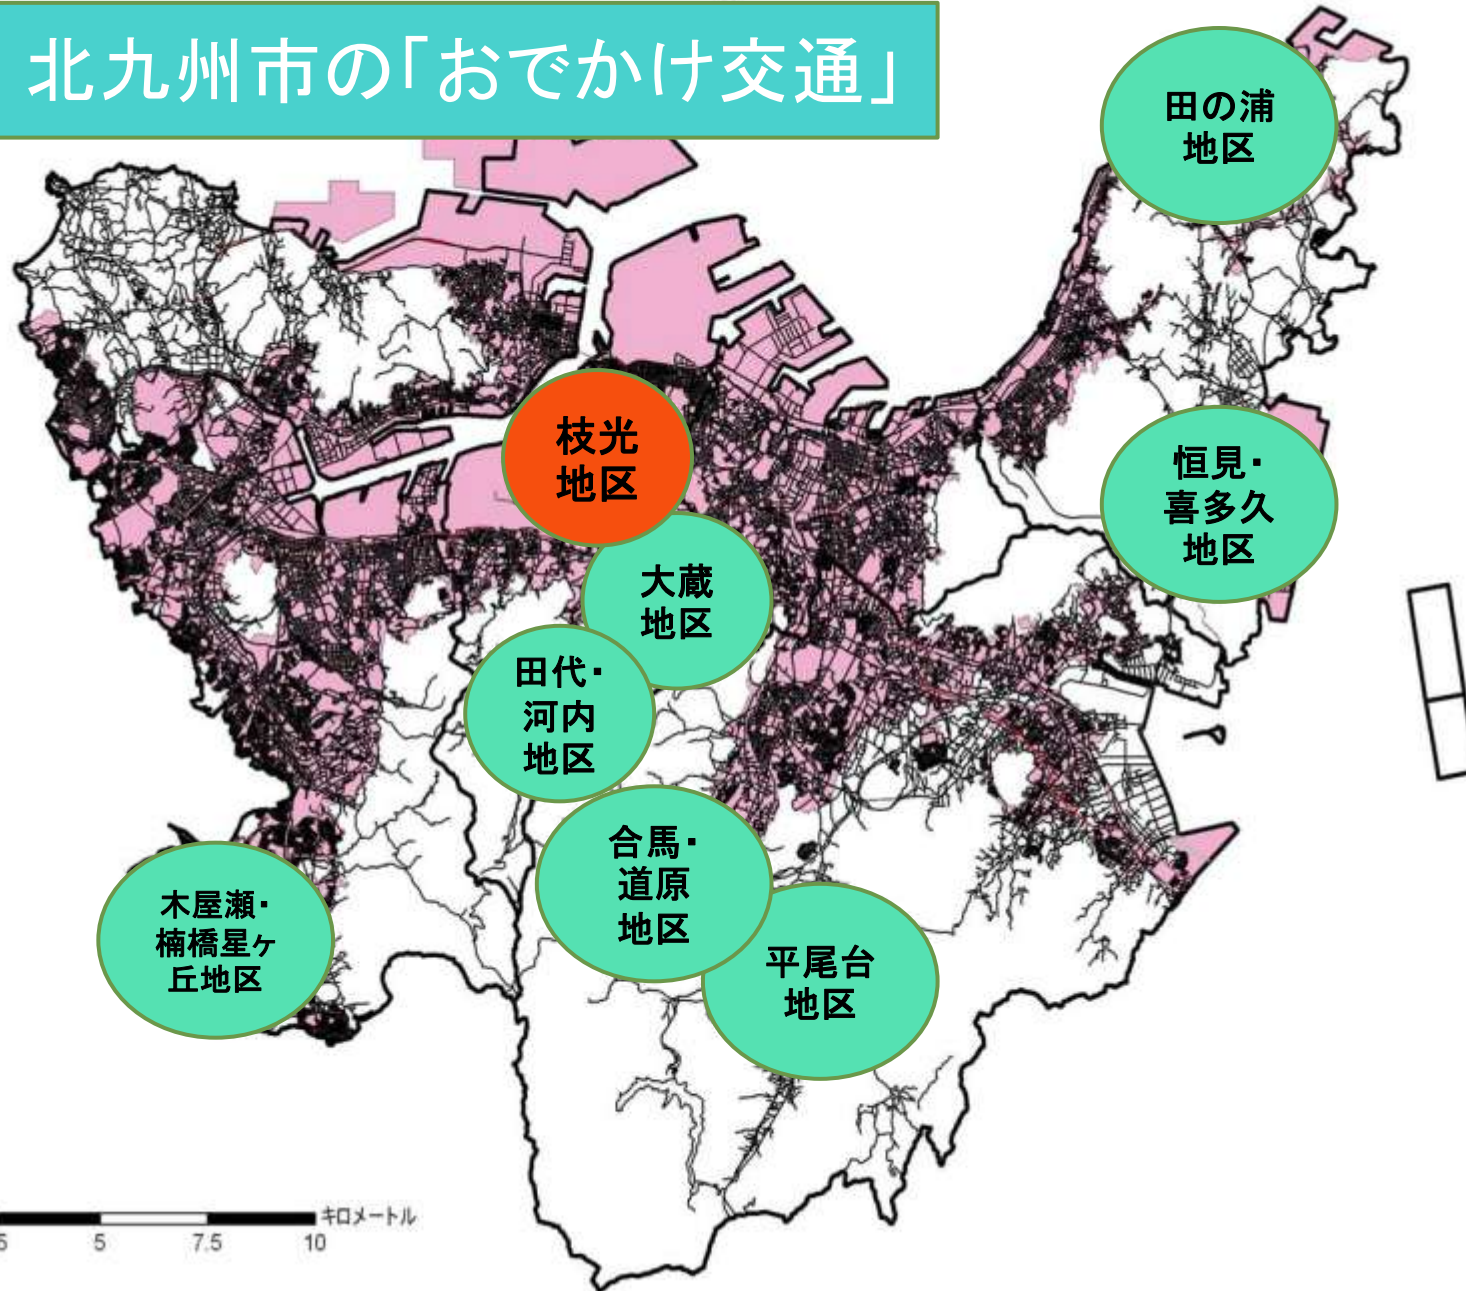 北九州市の｢おでかけ交通｣
田の浦
地区
枝光
地区
恒見･
喜多久
地区
大蔵
地区
田代･
河内
地区
合馬･
道原
地区
木屋瀬･
楠橋星ヶ
丘地区
平尾台
地区
キロメートル
5
5
7.5
10